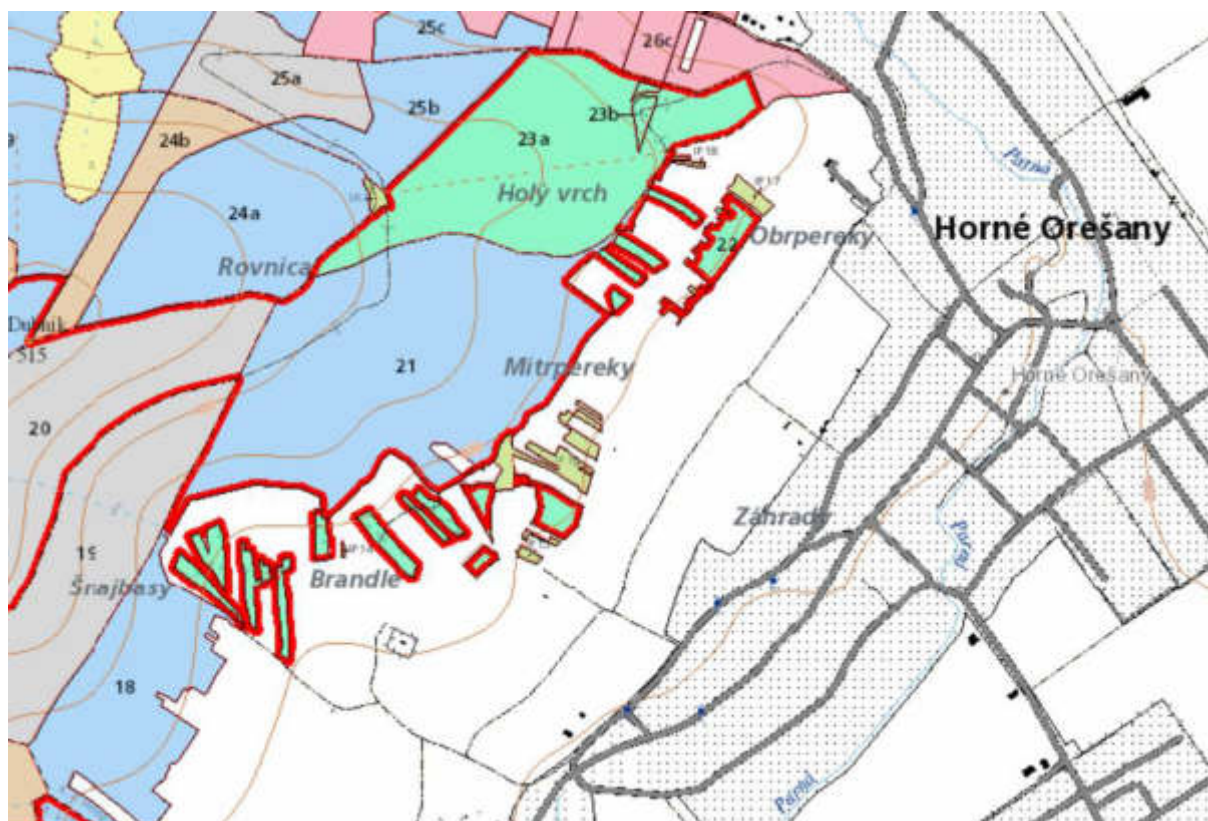 25c
26c
25a
25b
23b
24b
23a
Parná
Holý vrch
24a
22
Obrpereky
Horné Orešany
Rovnica
Dubník
515
21
Mitrpereky
Horné Orešany
20
Záhrady
Parná
19
Šrajbasy
Brandle
18
Parná